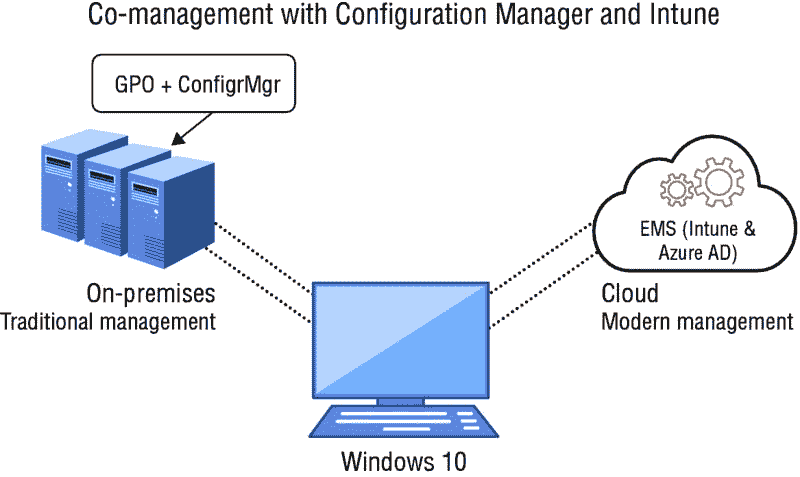 Co-management with Configuration Manager and Intune
GPO + ConfigrMgr
EMS (Intune &
Azure AD)
On-premises
Traditional management
Cloud
Modern management
Windows 10